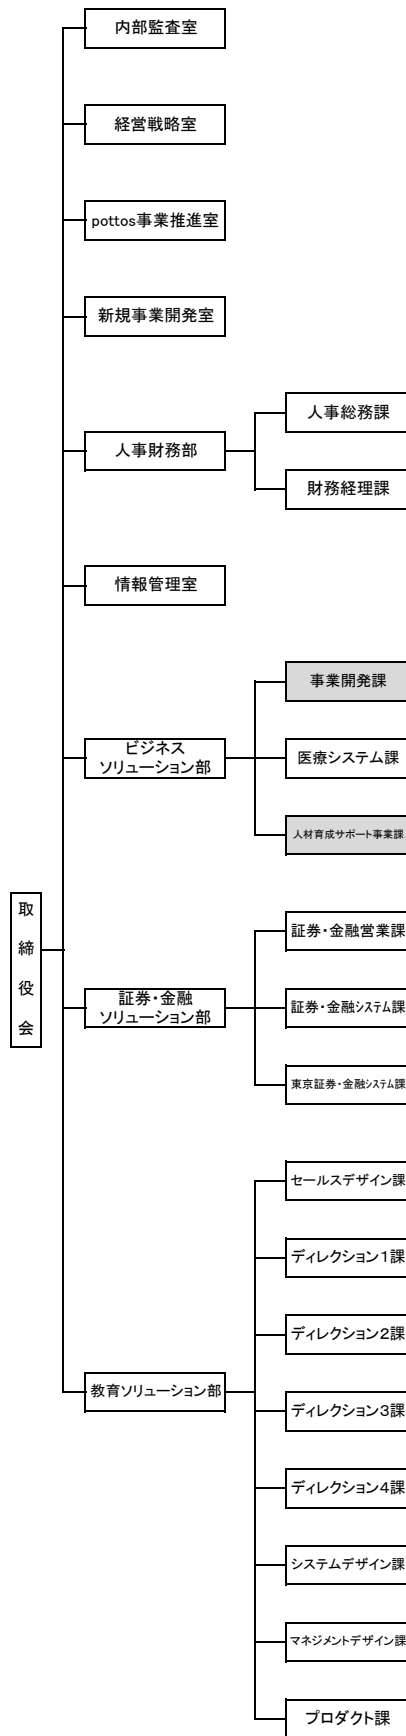 内部監査室
経営戦略室
pottos事業推進室
新規事業開発室
人事財務部
人事総務課
財務経理課
情報管理室
ビジネス
ソリューション部
事業開発課
医療システム課
人材育成サポート事業課
取
締
役
会
証券・金融
ソリューション部
証券・金融営業課
証券・金融システム課
東京証券・金融システム課
教育ソリューション部
セールスデザイン課
ディレクション1課
ディレクション2課
ディレクション3課
ディレクション4課
システムデザイン課
マネジメントデザイン課
プロダクト課